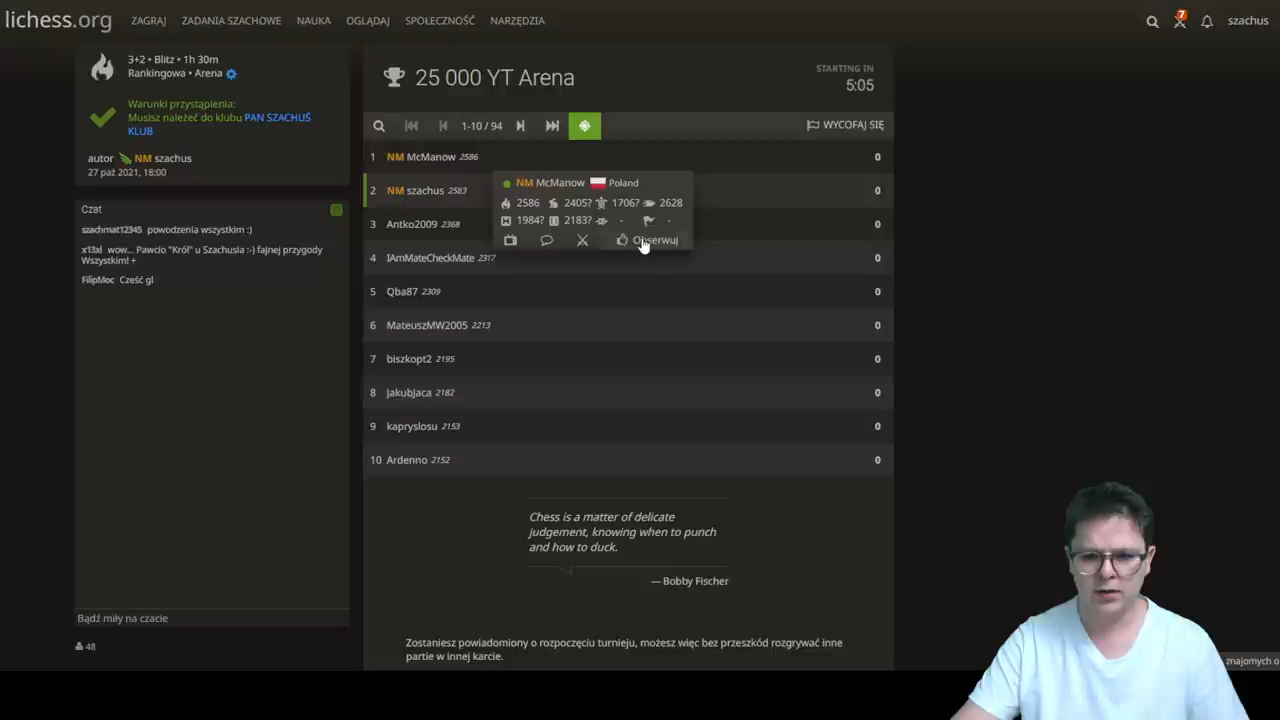 lichess.org ZAGRAJ ZADANIA SZACHOWE NAUKA OGLĄDAJ SPOŁECZNOŚĆ NARZĘDZIA 7 szachus
3+2 • Blitz • 1h 30m
Rankingowa • Arena
Warunki przystąpienia:
Musisz należeć do klubu PAN SZACHUŚ
KLUB
autor NM szachus
27 paź 2021, 18:00
Czat
szachmat12345 powodzenia wszystkim :)
x13xl wow... Pawcio "Król" u Szachusia :-) fajnej przygody
Wszystkim! +
FilipMoc Cześć gl
Bądź miły na czacie
48
25 000 YT Arena
STARTING IN
5:05
1-10 / 94
WYCOFAJ SIĘ
1 NM McManow 2586 0
2 NM szachus 2583 0
3 Antko2009 2368 0
4 IAmMateCheckMate 2317 0
5 Qba87 2309 0
6 MateuszMW2005 2213 0
7 biszkopt2 2195 0
8 JakubJaca 2182 0
9 kapryslosu 2153 0
10 Ardenno 2152 0
NM McManow Poland
2586 2405? 1706? 2628
1984? 2183? - -
Obserwuj
Chess is a matter of delicate
judgement, knowing when to punch
and how to duck.
— Bobby Fischer
Zostaniesz powiadomiony o rozpoczęciu turnieju, możesz więc bez przeszkód rozgrywać inne
partie w innej karcie.
znajomych o